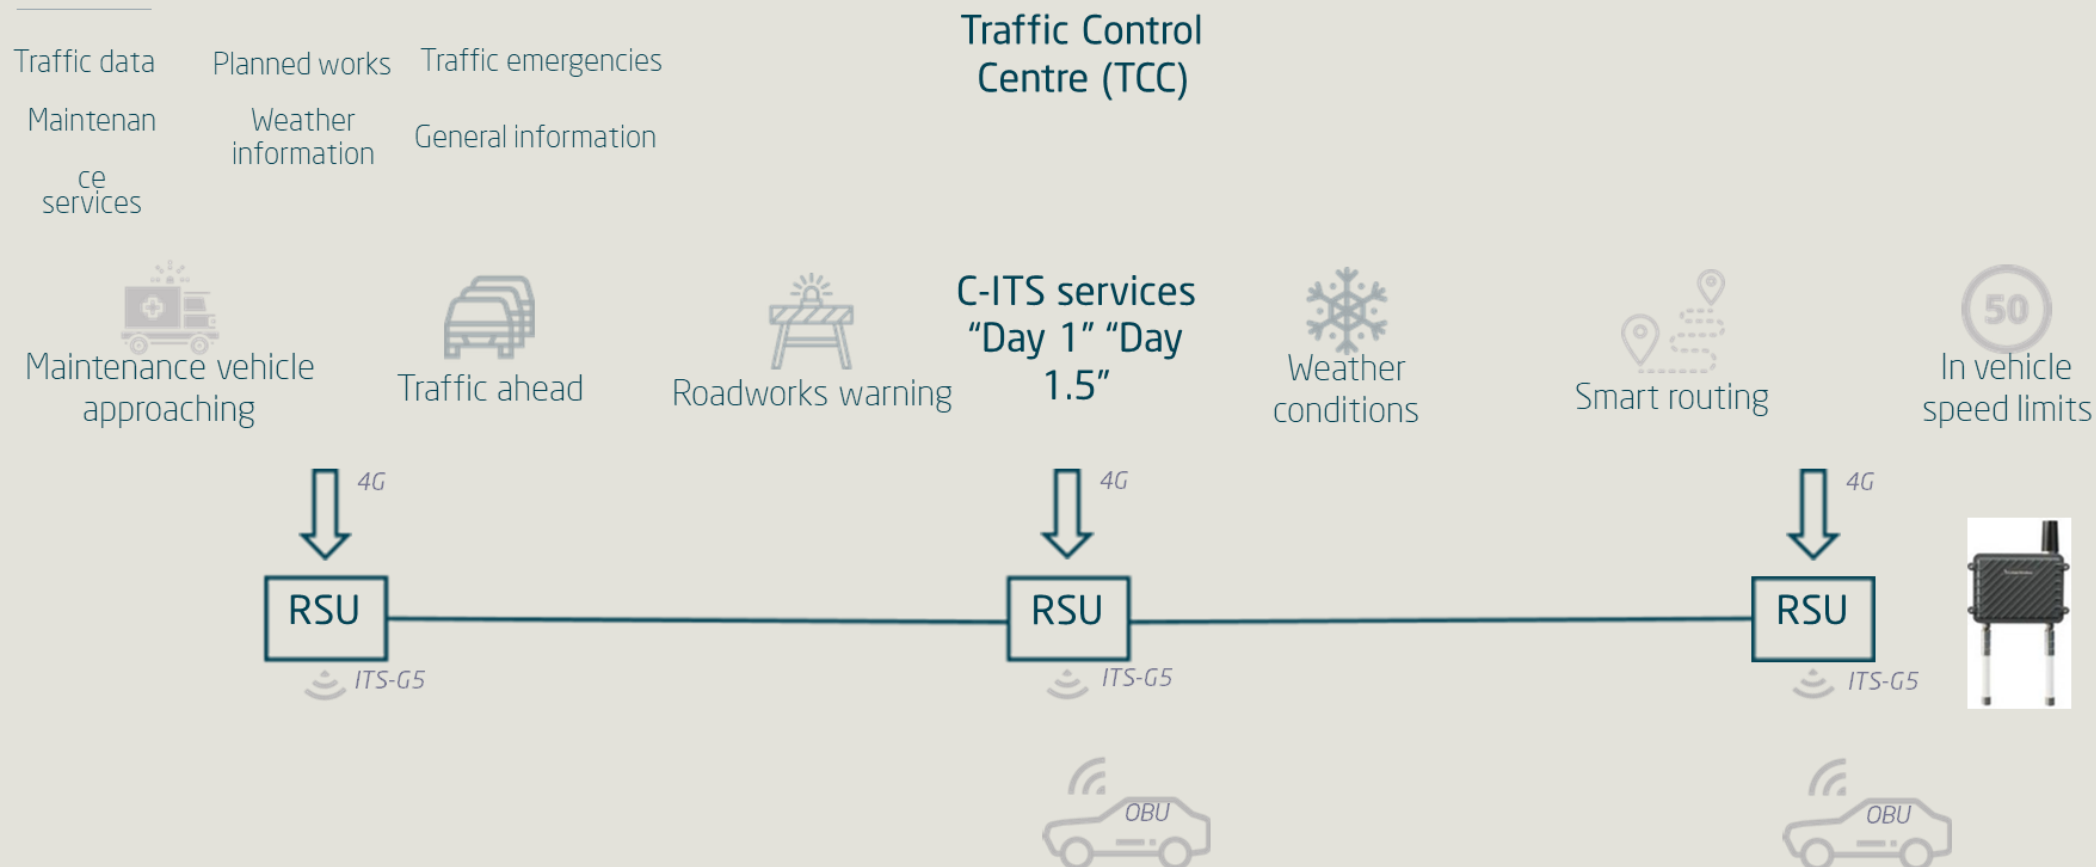 Traffic Control
Centre (TCC)
Traffic data
Planned works
Traffic emergencies
Maintenan
ce
services
Weather
information
General information
Maintenance vehicle
approaching
Traffic ahead
Roadworks warning
C-ITS services
“Day 1” “Day
1.5”
Weather
conditions
Smart routing
50
In vehicle
speed limits
4G
4G
4G
RSU
RSU
RSU
ITS-G5
ITS-G5
ITS-G5
OBU
OBU